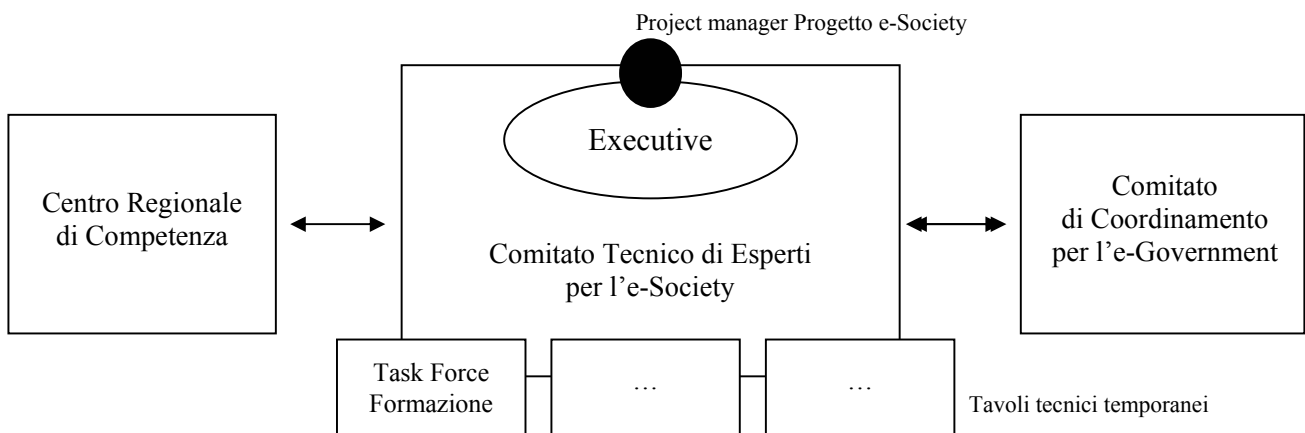 Project manager Progetto e-Society
Executive
Centro Regionale
di Competenza
Comitato Tecnico di Esperti
per l’e-Society
Comitato
di Coordinamento
per l’e-Government
Task Force
Formazione
…
…
Tavoli tecnici temporanei